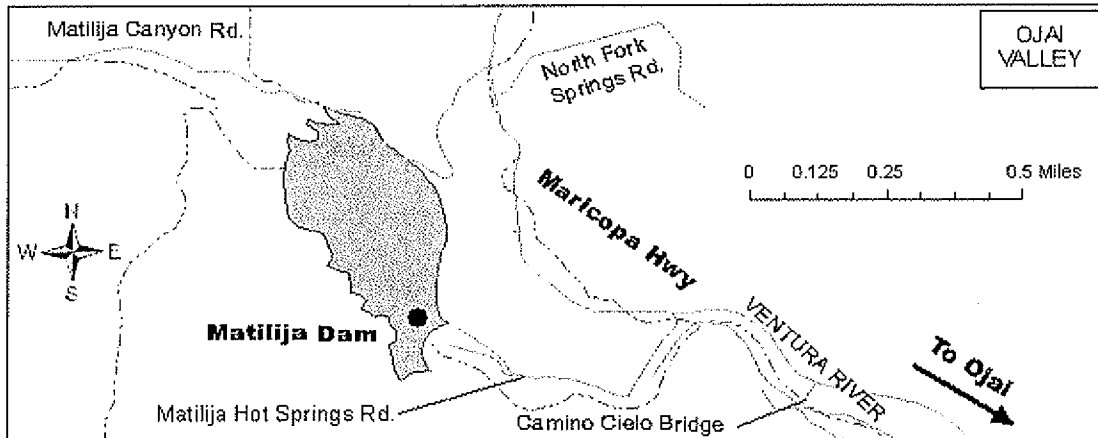 Matilija Canyon Rd.
North Fork
Springs Rd,
OJAI
VALLEY
0 0.125 0.25 0.5 Miles
Maricopa Hwy
N
W E
S
Matilija Dam
VENTURA RIVER
To Ojai
Matilija Hot Springs Rd.
Camino Cielo Bridge